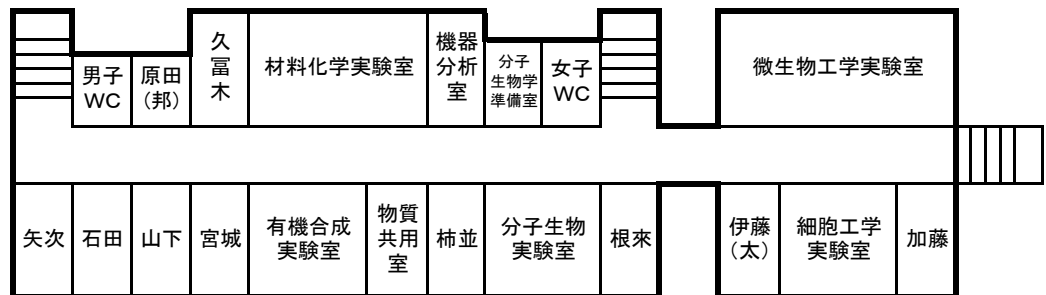 男子
WC
原田
(邦)
久
冨
木
材料化学実験室
機器
分析
室
分子
生物学
準備室
女子
WC
微生物工学実験室
矢次
石田
山下
宮城
有機合成
実験室
物質
共用
室
柿並
分子生物
実験室
根來
伊藤
(太)
細胞工学
実験室
加藤